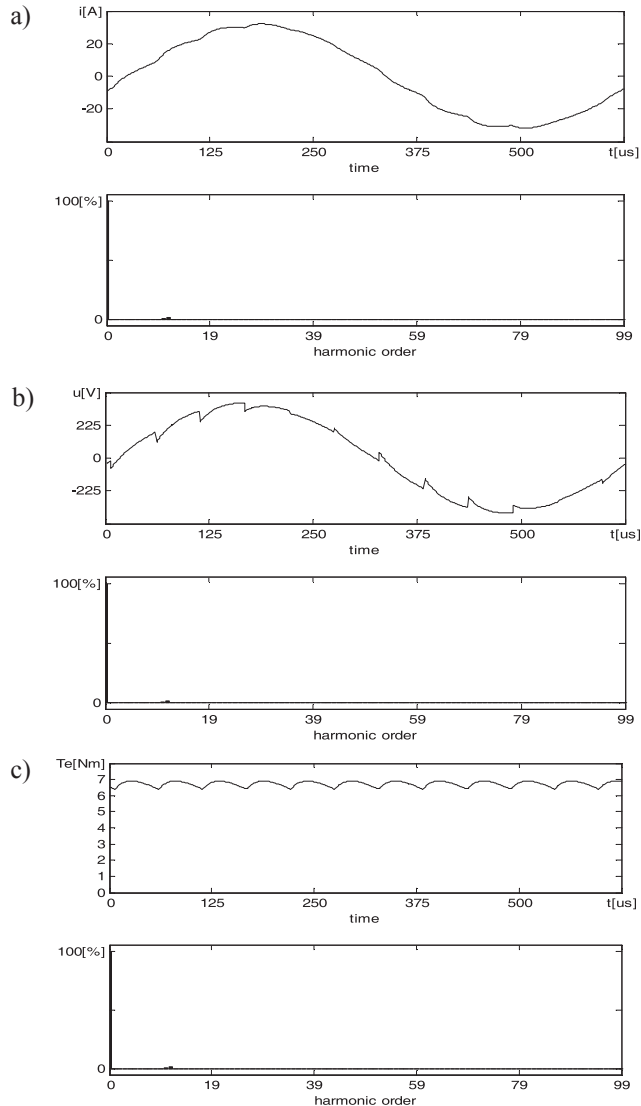 a)
i[A]
20
0
-20
0 125 250 375 500 t[us]
time
100[%]
0
0 19 39 59 79 99
harmonic order
b)
u[V]
225
0
-225
0 125 250 375 500 t[us]
time
100[%]
0
0 19 39 59 79 99
harmonic order
c)
Te[Nm]
7
6
5
4
3
2
1
0
0 125 250 375 500 t[us]
time
100[%]
0
0 19 39 59 79 99
harmonic order